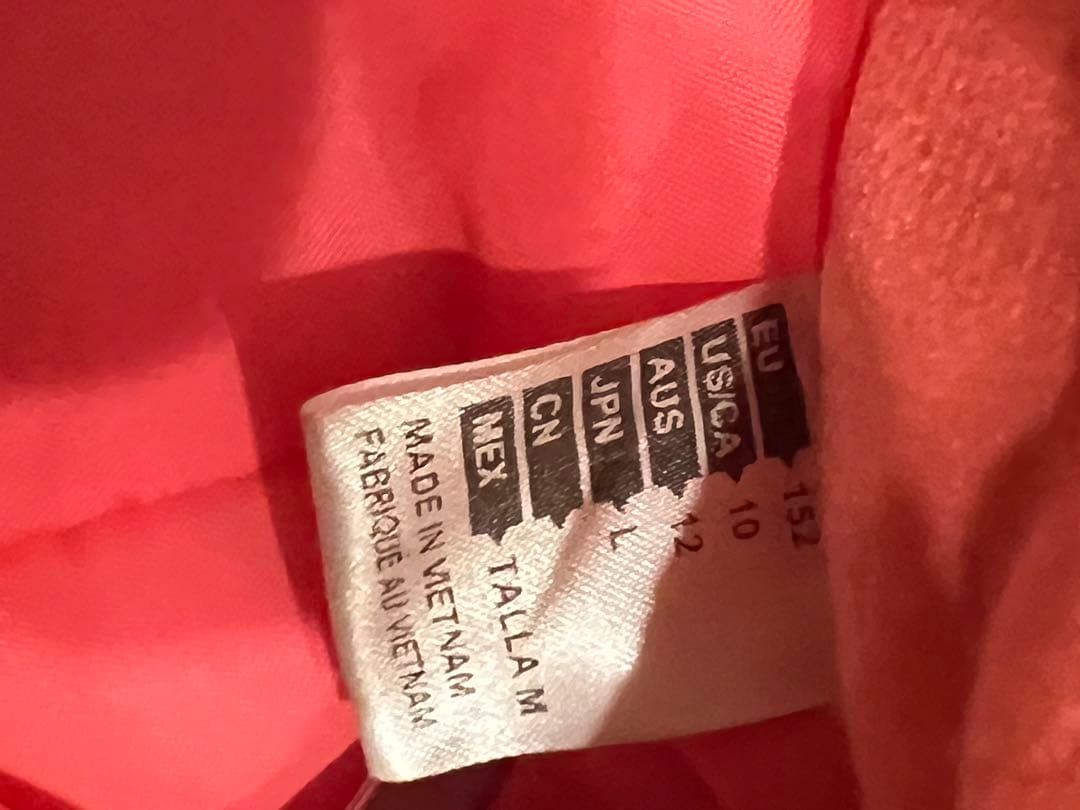 EU 152
US/CA 10
AUS 12
JPN L
CN
MEX TALLA M
MADE IN VIETNAM
FABRIQUÉ AU VIETNAM